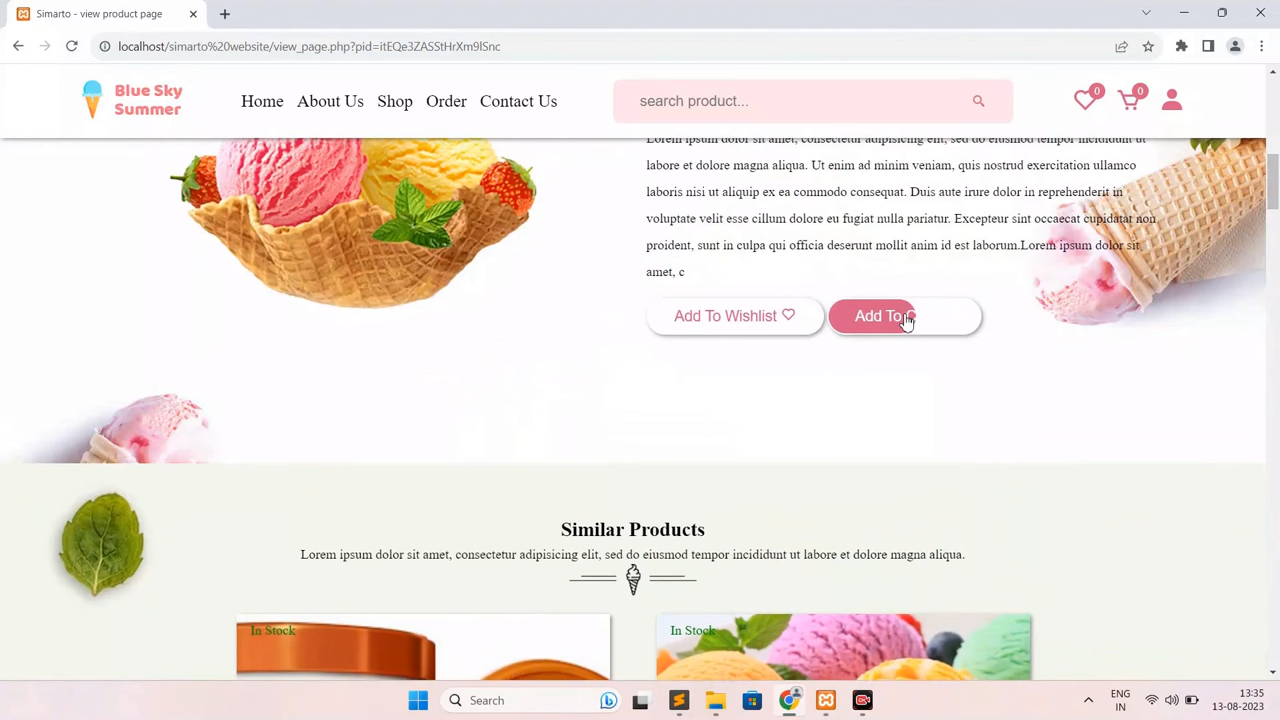 Simarto - view product page
localhost/simarto%20website/view_page.php?pid=itEQe3ZASStHrXm9lSnc
Blue Sky
Summer
Home
About Us
Shop
Order
Contact Us
search product...
0
0
Lorem ipsum dolor sit amet, consectetur adipisicing elit, sed do eiusmod tempor incididunt ut
labore et dolore magna aliqua. Ut enim ad minim veniam, quis nostrud exercitation ullamco
laboris nisi ut aliquip ex ea commodo consequat. Duis aute irure dolor in reprehenderit in
voluptate velit esse cillum dolore eu fugiat nulla pariatur. Excepteur sint occaecat cupidatat non
proident, sunt in culpa qui officia deserunt mollit anim id est laborum.Lorem ipsum dolor sit
amet, c
Add To Wishlist
Add To
Similar Products
Lorem ipsum dolor sit amet, consectetur adipisicing elit, sed do eiusmod tempor incididunt ut labore et dolore magna aliqua.
In Stock
In Stock
Search
ENG
IN
13:35
13-08-2023